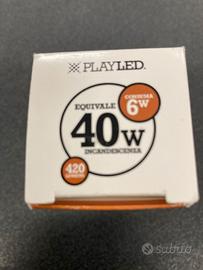 PLAYLED.
CONSUMA
6W
EQUIVALE
40W
INCANDESCENZA
420
subito